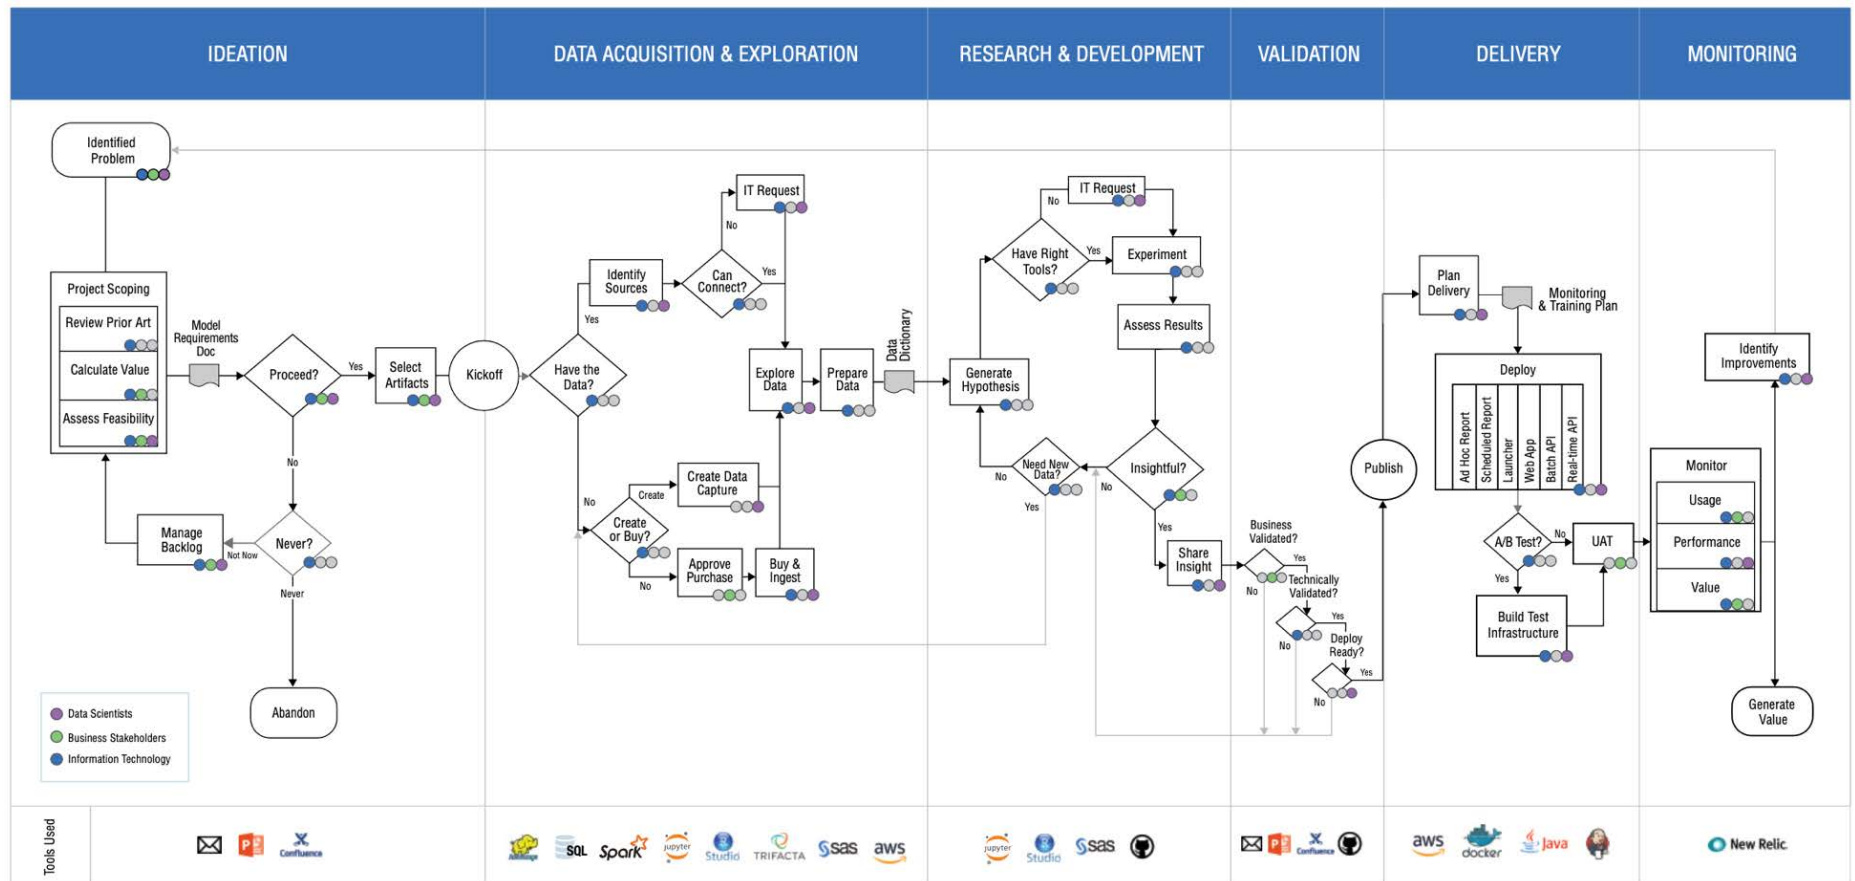 IDEATION
DATA ACQUISITION & EXPLORATION
RESEARCH & DEVELOPMENT
VALIDATION
DELIVERY
MONITORING
Identified
Problem
Project Scoping
Review Prior Art
Calculate Value
Assess Feasibility
Model
Requirements
Doc
Proceed?
Yes
No
Select
Artifacts
Kickoff
Manage
Backlog
Not Now
Never?
Never
Abandon
Data Scientists
Business Stakeholders
Information Technology
Have the
Data?
Yes
No
Identify
Sources
Can
Connect?
No
Yes
IT Request
Explore
Data
Prepare
Data
Data
Dictionary
Create
or Buy?
Create
No
Create Data
Capture
Approve
Purchase
Buy &
Ingest
Generate
Hypothesis
Have Right
Tools?
No
Yes
IT Request
Experiment
Assess Results
Insightful?
No
Yes
Need New
Data?
No
Yes
Share
Insight
Business
Validated?
Yes
No
Technically
Validated?
Yes
No
Deploy
Ready?
Yes
No
Publish
Plan
Delivery
Monitoring
& Training Plan
Deploy
Ad Hoc Report
Scheduled Report
Launcher
Web App
Batch API
Real-time API
A/B Test?
No
Yes
UAT
Build Test
Infrastructure
Monitor
Usage
Performance
Value
Identify
Improvements
Generate
Value
Tools Used
Confluence
SQL
Spark
jupyter
Studio
TRIFACTA
sas
aws
jupyter
Studio
sas
Confluence
aws
docker
Java
New Relic